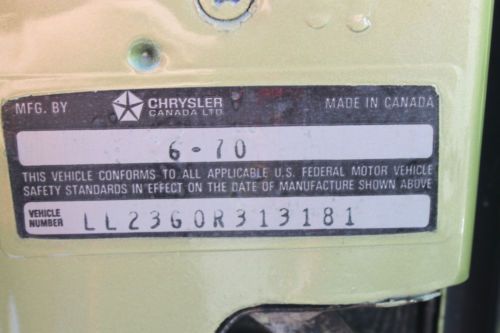 MFG. BY CHRYSLER CANADA LTD. MADE IN CANADA
6-70
THIS VEHICLE CONFORMS TO ALL APPLICABLE U.S. FEDERAL MOTOR VEHICLE
SAFETY STANDARDS IN EFFECT ON THE DATE OF MANUFACTURE SHOWN ABOVE
VEHICLE NUMBER LL23G0R313181